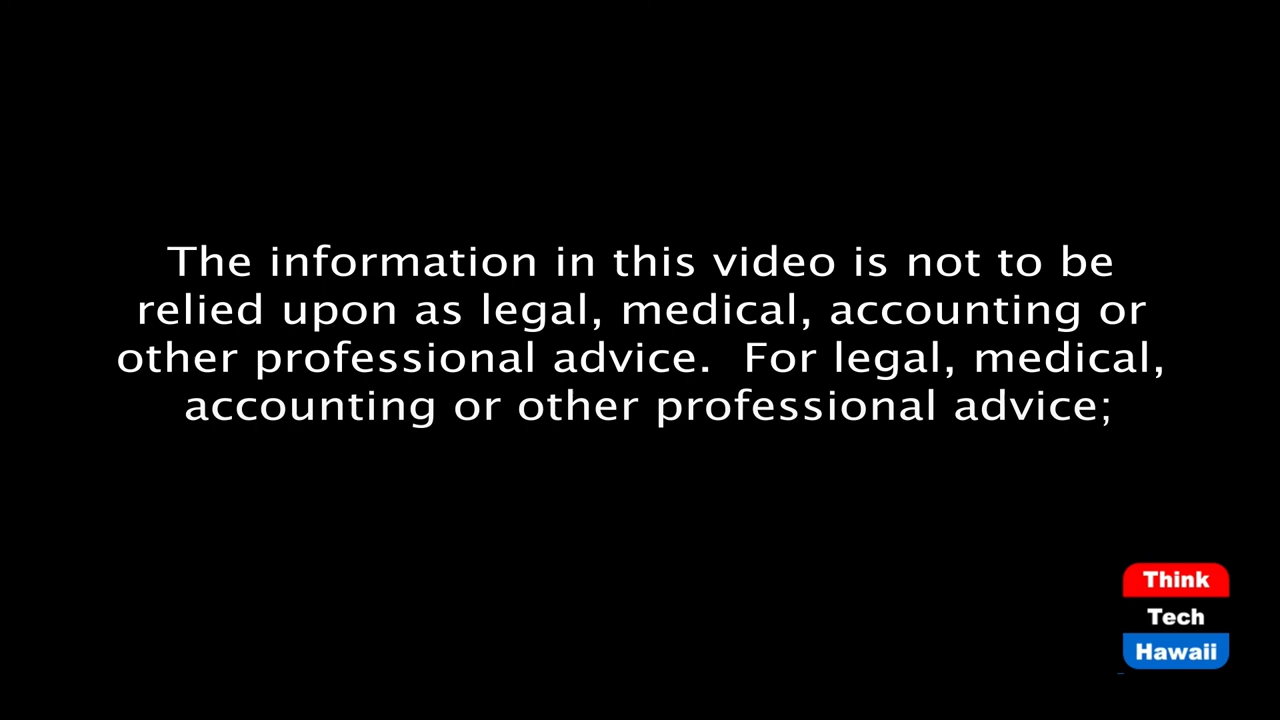 The information in this video is not to be
relied upon as legal, medical, accounting or
other professional advice.  For legal, medical,
accounting or other professional advice;
Think
Tech
Hawaii